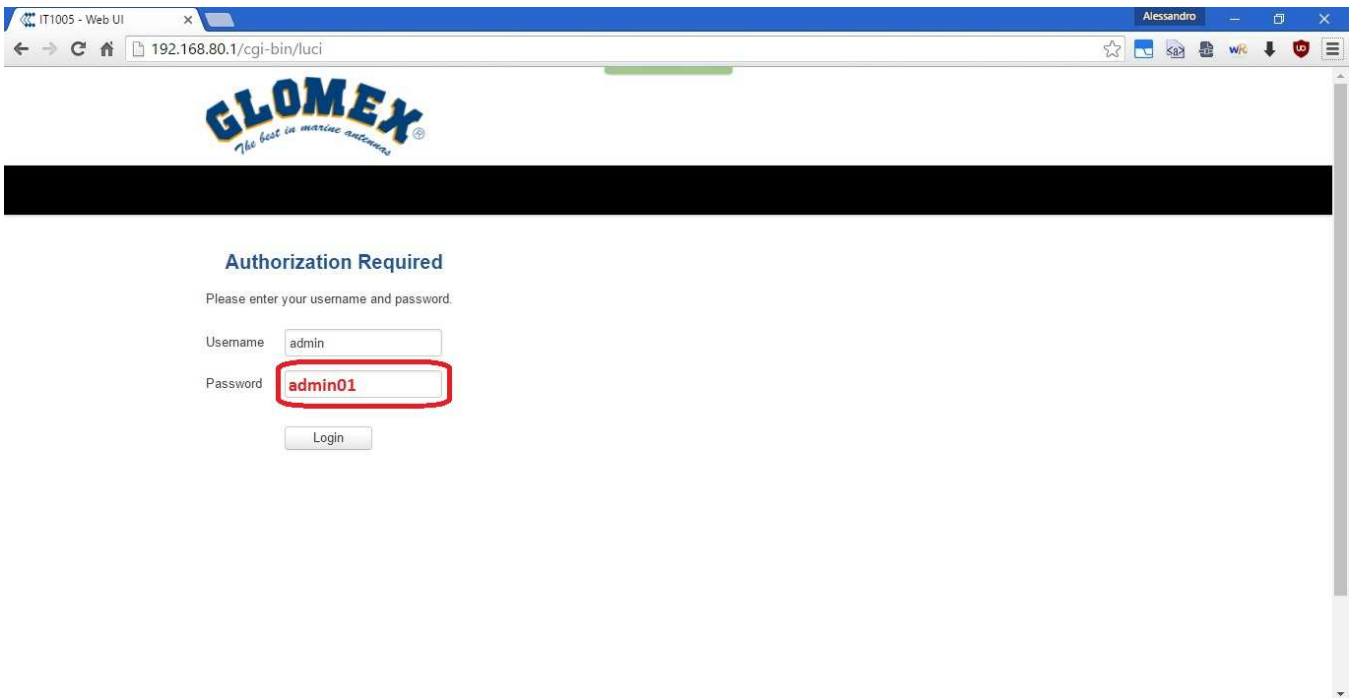 IT1005 - Web UI
Alessandro
192.168.80.1/cgi-bin/luci
GLOMEX®
The best in marine antennas
Authorization Required
Please enter your username and password.
Username admin
Password admin01
Login